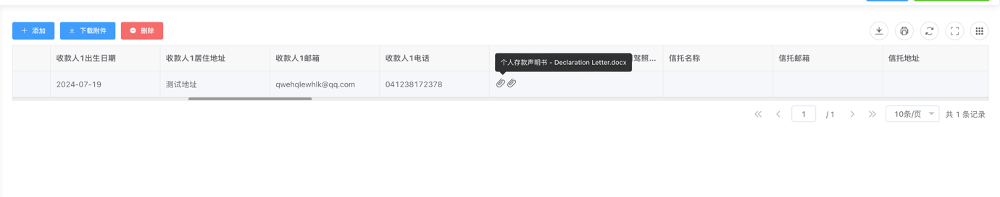 添加 下载附件 删除
收款人1出生日期 收款人1居住地址 收款人1邮箱 收款人1电话 驾照... 信托名称 信托邮箱 信托地址
个人存款声明书 - Declaration Letter.docx
2024-07-19 测试地址 qwehqlewhlk@qq.com 041238172378
1 / 1 10条/页 共 1 条记录